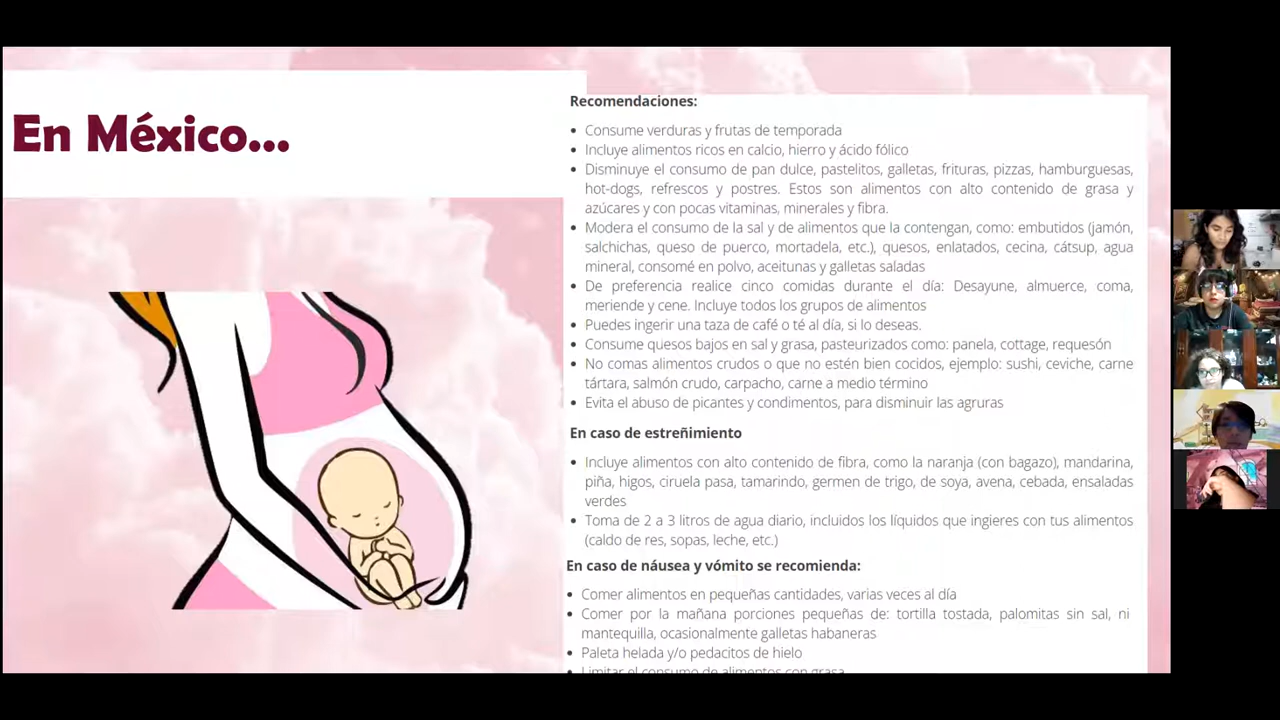 En México...
Recomendaciones:
• Consume verduras y frutas de temporada
• Incluye alimentos ricos en calcio, hierro y ácido fólico
• Disminuye el consumo de pan dulce, pastelitos, galletas, frituras, pizzas, hamburguesas,
hot-dogs, refrescos y postres. Estos son alimentos con alto contenido de grasa y
azúcares y con pocas vitaminas, minerales y fibra.
• Modera el consumo de la sal y de alimentos que la contengan, como: embutidos (jamón,
salchichas, queso de puerco, mortadela, etc.), quesos, enlatados, cecina, cátsup, agua
mineral, consomé en polvo, aceitunas y galletas saladas
• De preferencia realice cinco comidas durante el día: Desayune, almuerce, coma,
meriende y cene. Incluye todos los grupos de alimentos
• Puedes ingerir una taza de café o té al día, si lo deseas.
• Consume quesos bajos en sal y grasa, pasteurizados como: panela, cottage, requesón
• No comas alimentos crudos o que no estén bien cocidos, ejemplo: sushi, ceviche, carne
tártara, salmón crudo, carpacho, carne a medio término
• Evita el abuso de picantes y condimentos, para disminuir las agruras
En caso de estreñimiento
• Incluye alimentos con alto contenido de fibra, como la naranja (con bagazo), mandarina,
piña, higos, ciruela pasa, tamarindo, germen de trigo, de soya, avena, cebada, ensaladas
verdes
• Toma de 2 a 3 litros de agua diario, incluidos los líquidos que ingieres con tus alimentos
(caldo de res, sopas, leche, etc.)
En caso de náusea y vómito se recomienda:
• Comer alimentos en pequeñas cantidades, varias veces al día
• Comer por la mañana porciones pequeñas de: tortilla tostada, palomitas sin sal, ni
mantequilla, ocasionalmente galletas habaneras
• Paleta helada y/o pedacitos de hielo
• Limitar el consumo de alimentos con grasa